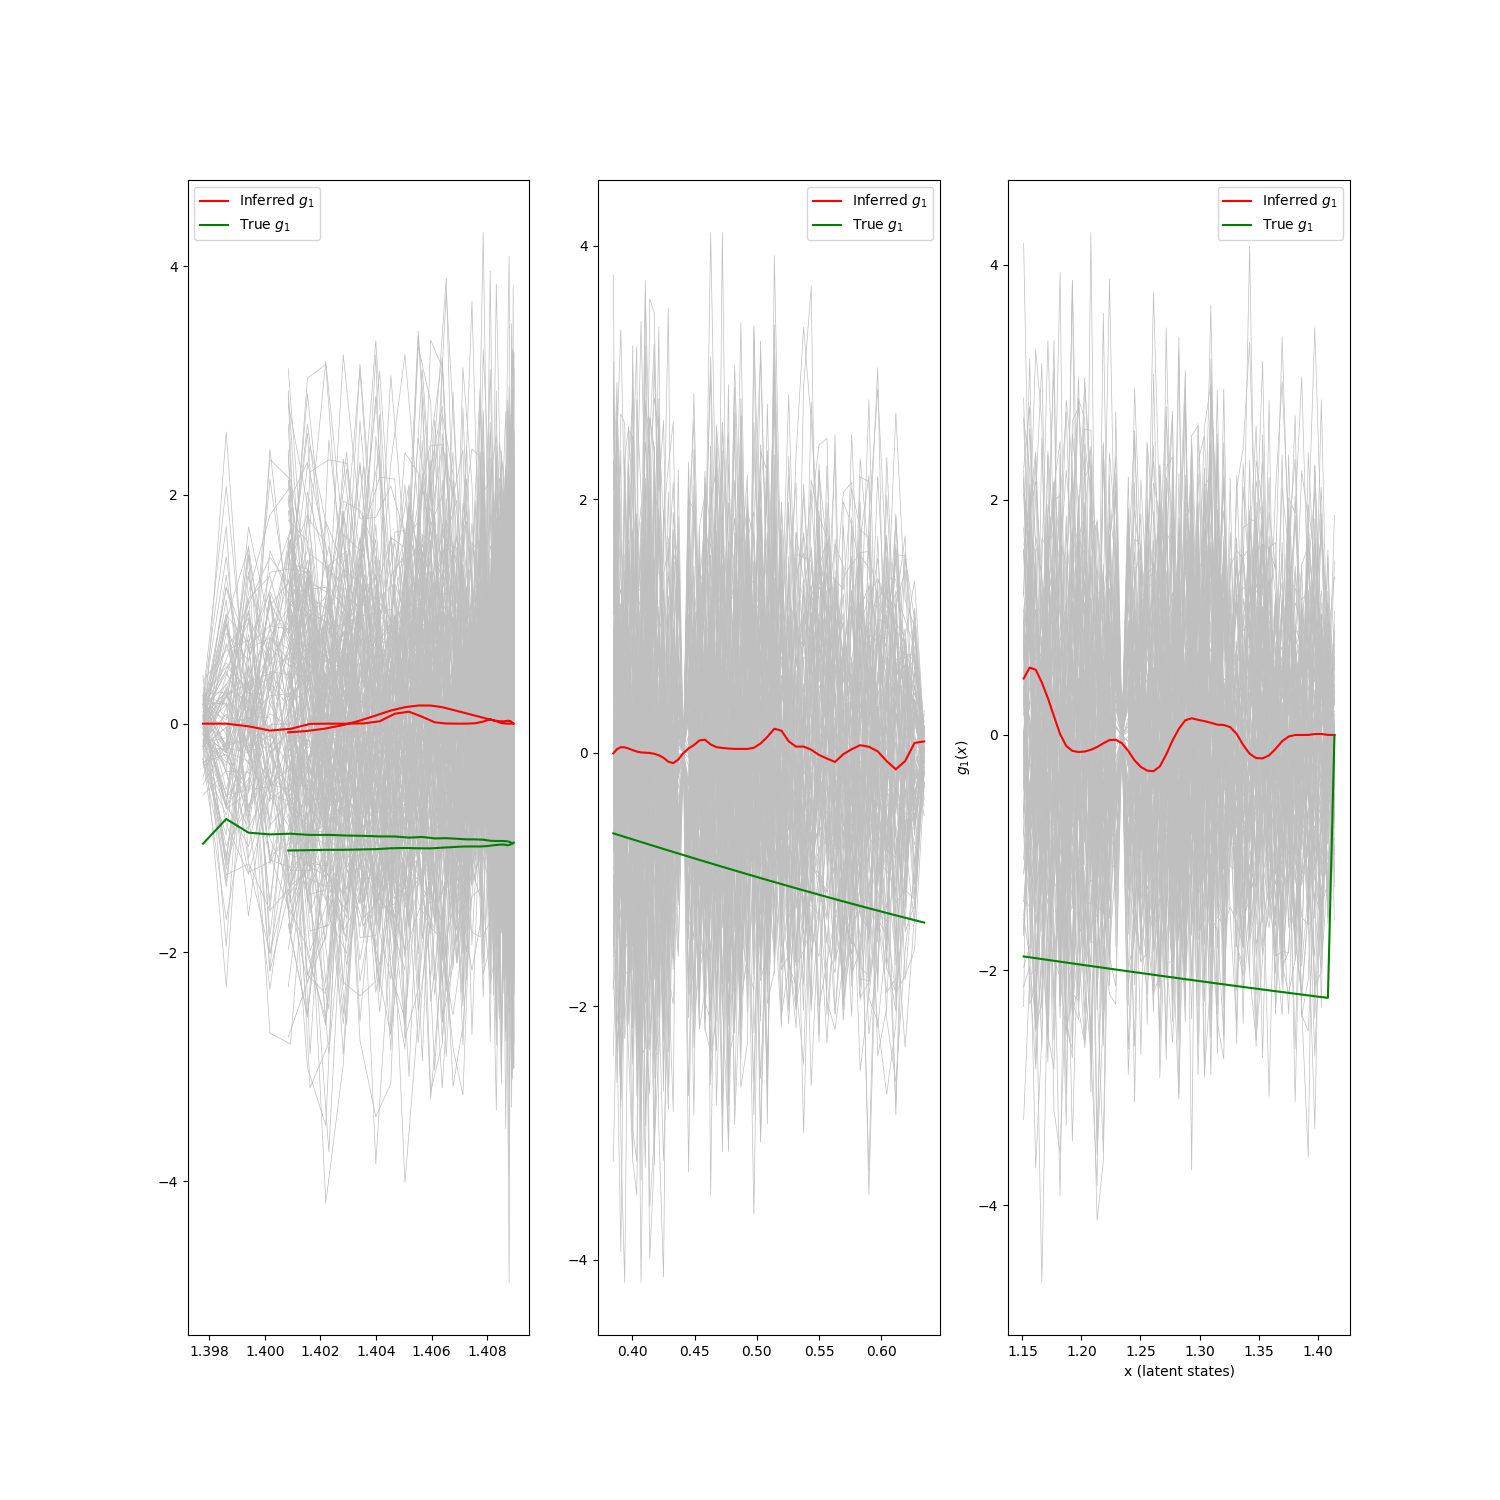 Inferred g₁
True g₁
4
2
0
−2
−4
1.398 1.400 1.402 1.404 1.406 1.408
Inferred g₁
True g₁
4
2
0
−2
−4
0.40 0.45 0.50 0.55 0.60
Inferred g₁
True g₁
4
2
0
−2
−4
g₁(x)
1.15 1.20 1.25 1.30 1.35 1.40
x (latent states)